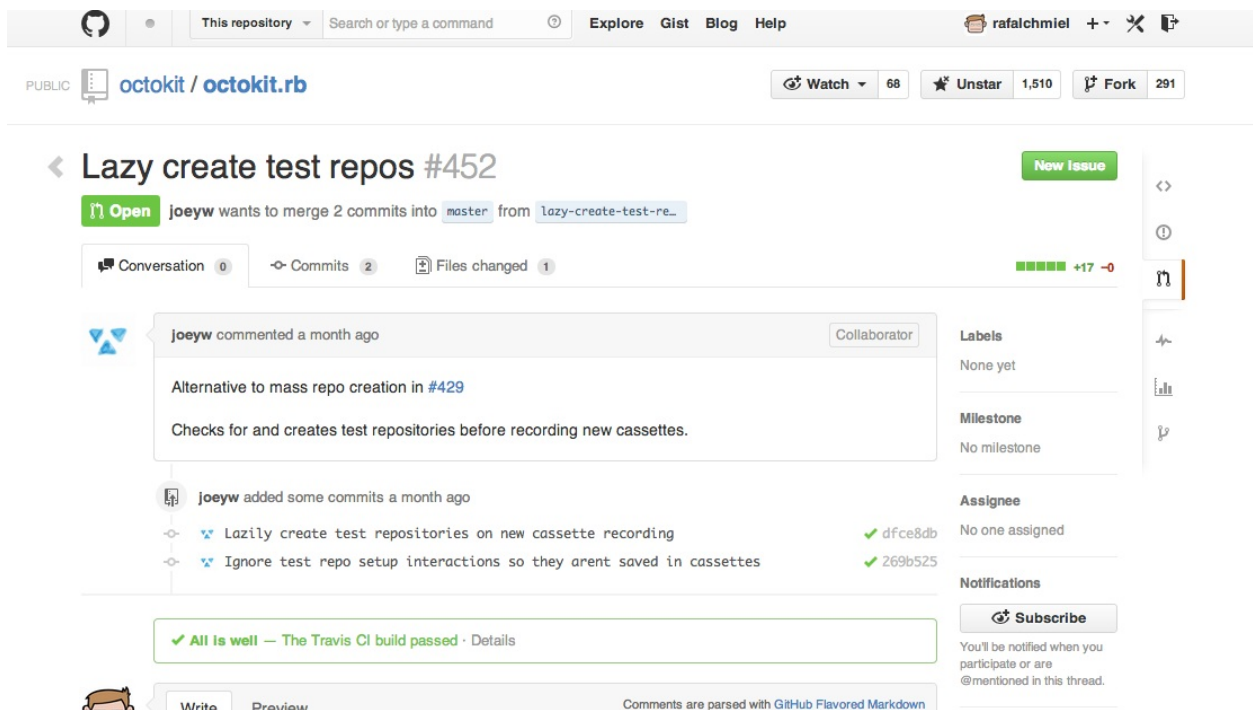 This repository Search or type a command Explore Gist Blog Help rafalchmiel
PUBLIC octokit / octokit.rb Watch 68 Unstar 1,510 Fork 291
Lazy create test repos #452 New Issue
Open joeyw wants to merge 2 commits into master from lazy-create-test-re…
Conversation 0 Commits 2 Files changed 1 +17 −0
joeyw commented a month ago Collaborator
Alternative to mass repo creation in #429
Checks for and creates test repositories before recording new cassettes.
joeyw added some commits a month ago
Lazily create test repositories on new cassette recording dfce8db
Ignore test repo setup interactions so they arent saved in cassettes 269b525
All is well — The Travis CI build passed · Details
Write Preview Comments are parsed with GitHub Flavored Markdown
Labels
None yet
Milestone
No milestone
Assignee
No one assigned
Notifications
Subscribe
You'll be notified when you
participate or are
@mentioned in this thread.